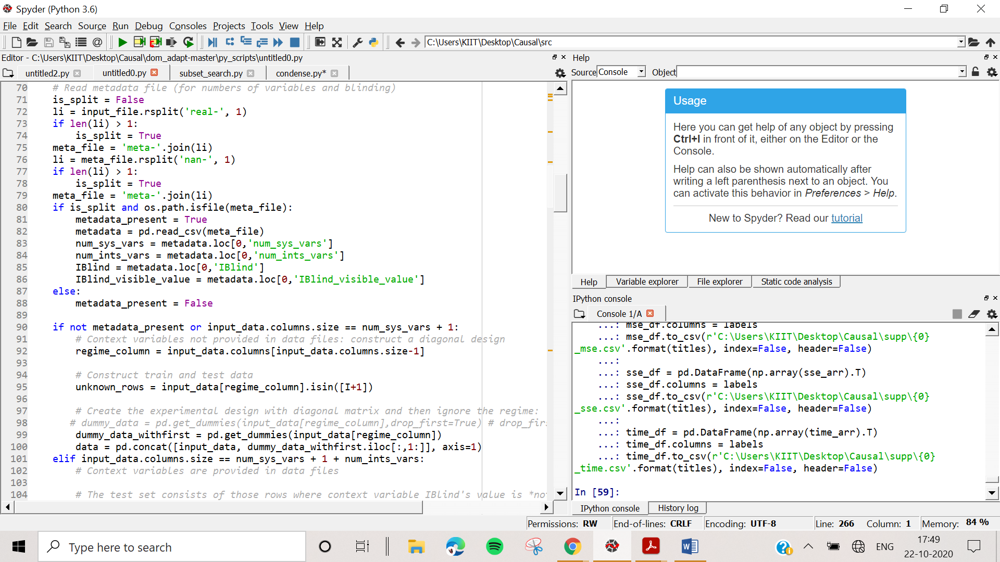 Spyder (Python 3.6)
File Edit Search Source Run Debug Consoles Projects Tools View Help
C:\Users\KIIT\Desktop\Causal\src
Editor - C:\Users\KIIT\Desktop\Causal\dom_adapt-master\py_scripts\untitled0.py
untitled2.py untitled0.py subset_search.py condense.py*
70 # Read metadata file (for numbers of variables and blinding)
71 is_split = False
72 li = input_file.rsplit('real-', 1)
73 if len(li) > 1:
74 is_split = True
75 meta_file = 'meta-'.join(li)
76 li = meta_file.rsplit('nan-', 1)
77 if len(li) > 1:
78 is_split = True
79 meta_file = 'meta-'.join(li)
80 if is_split and os.path.isfile(meta_file):
81 metadata_present = True
82 metadata = pd.read_csv(meta_file)
83 num_sys_vars = metadata.loc[0,'num_sys_vars']
84 num_ints_vars = metadata.loc[0,'num_ints_vars']
85 IBlind = metadata.loc[0,'IBlind']
86 IBlind_visible_value = metadata.loc[0,'IBlind_visible_value']
87 else:
88 metadata_present = False
89
90 if not metadata_present or input_data.columns.size == num_sys_vars + 1:
91 # Context variables not provided in data files: construct a diagonal design
92 regime_column = input_data.columns[input_data.columns.size-1]
93
94 # Construct train and test data
95 unknown_rows = input_data[regime_column].isin([I+1])
96
97 # Create the experimental design with diagonal matrix and then ignore the regime:
98 # dummy_data = pd.get_dummies(input_data[regime_column],drop_first=True) # drop_fir
99 dummy_data_withfirst = pd.get_dummies(input_data[regime_column])
100 data = pd.concat([input_data, dummy_data_withfirst.iloc[:,1:]], axis=1)
101 elif input_data.columns.size == num_sys_vars + 1 + num_ints_vars:
102 # Context variables are provided in data files
103
104 # The test set consists of those rows where context variable IBlind's value is *no
Help
Source Console Object
Usage
Here you can get help of any object by pressing
Ctrl+I in front of it, either on the Editor or the
Console.
Help can also be shown automatically after
writing a left parenthesis next to an object. You
can activate this behavior in Preferences > Help.
New to Spyder? Read our tutorial
Help Variable explorer File explorer Static code analysis
IPython console
Console 1/A
...: mse_df.columns = labels
...: mse_df.to_csv(r'C:\Users\KIIT\Desktop\Causal\supp\{0}
_mse.csv'.format(titles), index=False, header=False)
...:
...: sse_df = pd.DataFrame(np.array(sse_arr).T)
...: sse_df.columns = labels
...: sse_df.to_csv(r'C:\Users\KIIT\Desktop\Causal\supp\{0}
_sse.csv'.format(titles), index=False, header=False)
...:
...: time_df = pd.DataFrame(np.array(time_arr).T)
...: time_df.columns = labels
...: time_df.to_csv(r'C:\Users\KIIT\Desktop\Causal\supp\{0}
_time.csv'.format(titles), index=False, header=False)
In [59]:
IPython console History log
Permissions: RW End-of-lines: CRLF Encoding: UTF-8 Line: 266 Column: 1 Memory: 84 %
Type here to search
ENG
17:49
22-10-2020